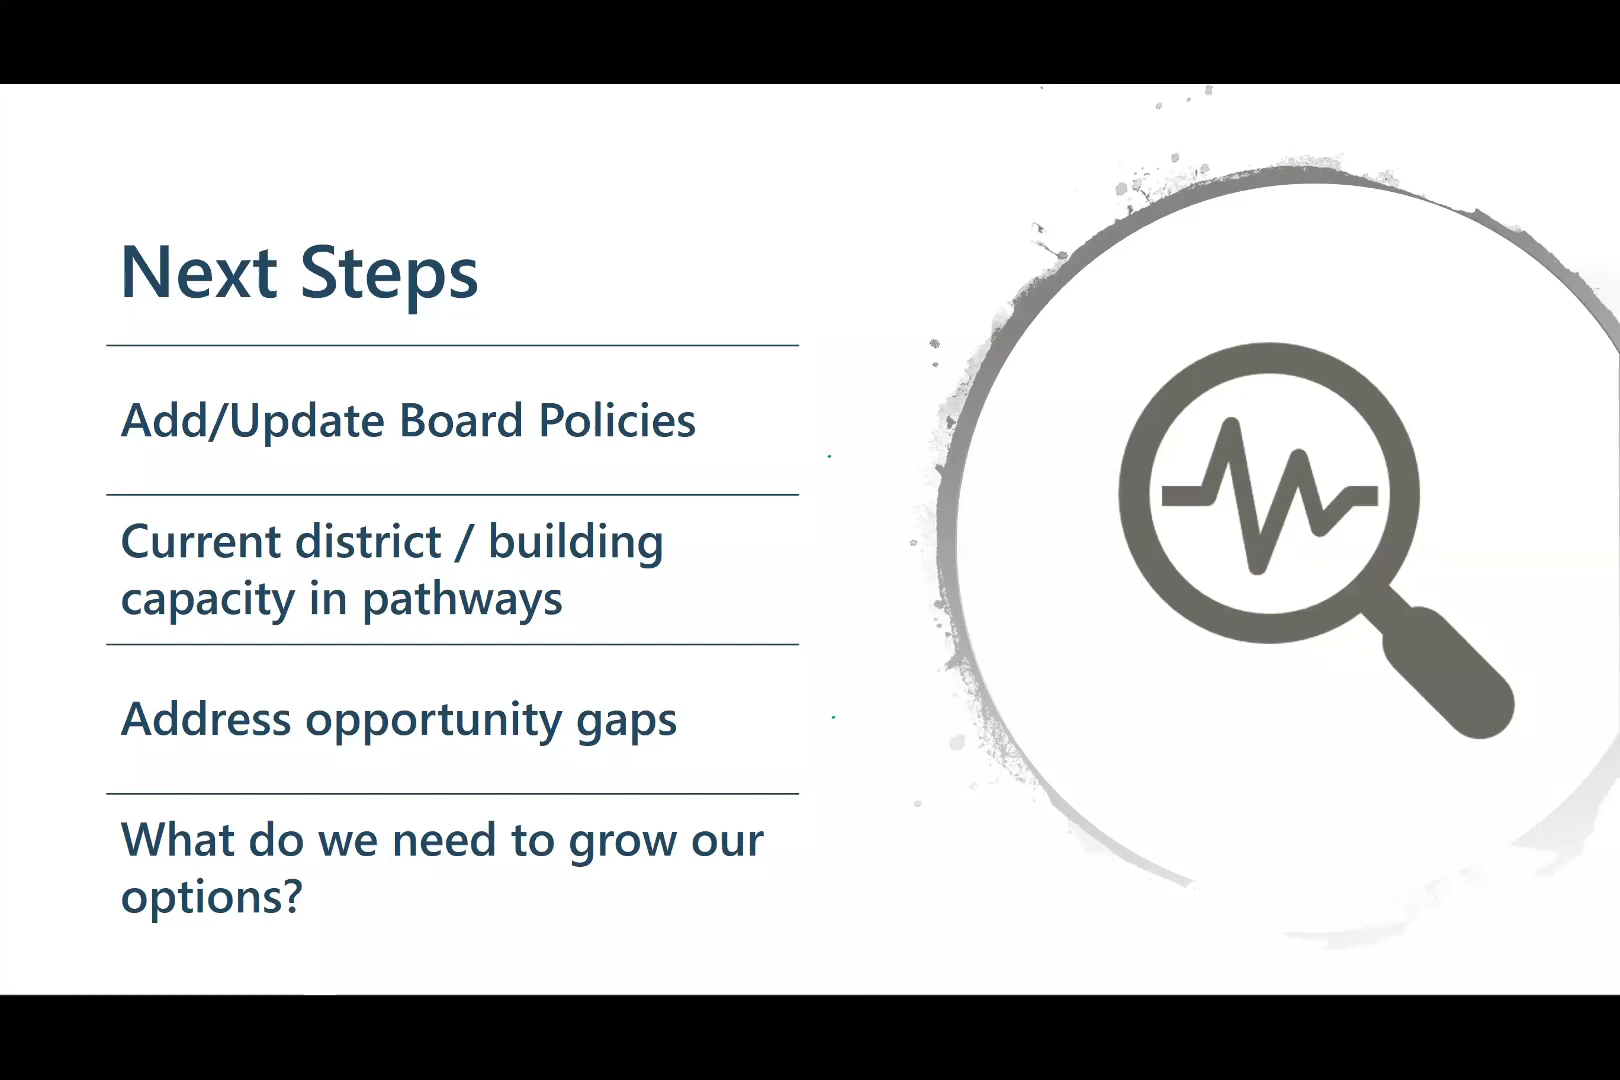 Next Steps
Add/Update Board Policies
Current district / building
capacity in pathways
Address opportunity gaps
What do we need to grow our
options?